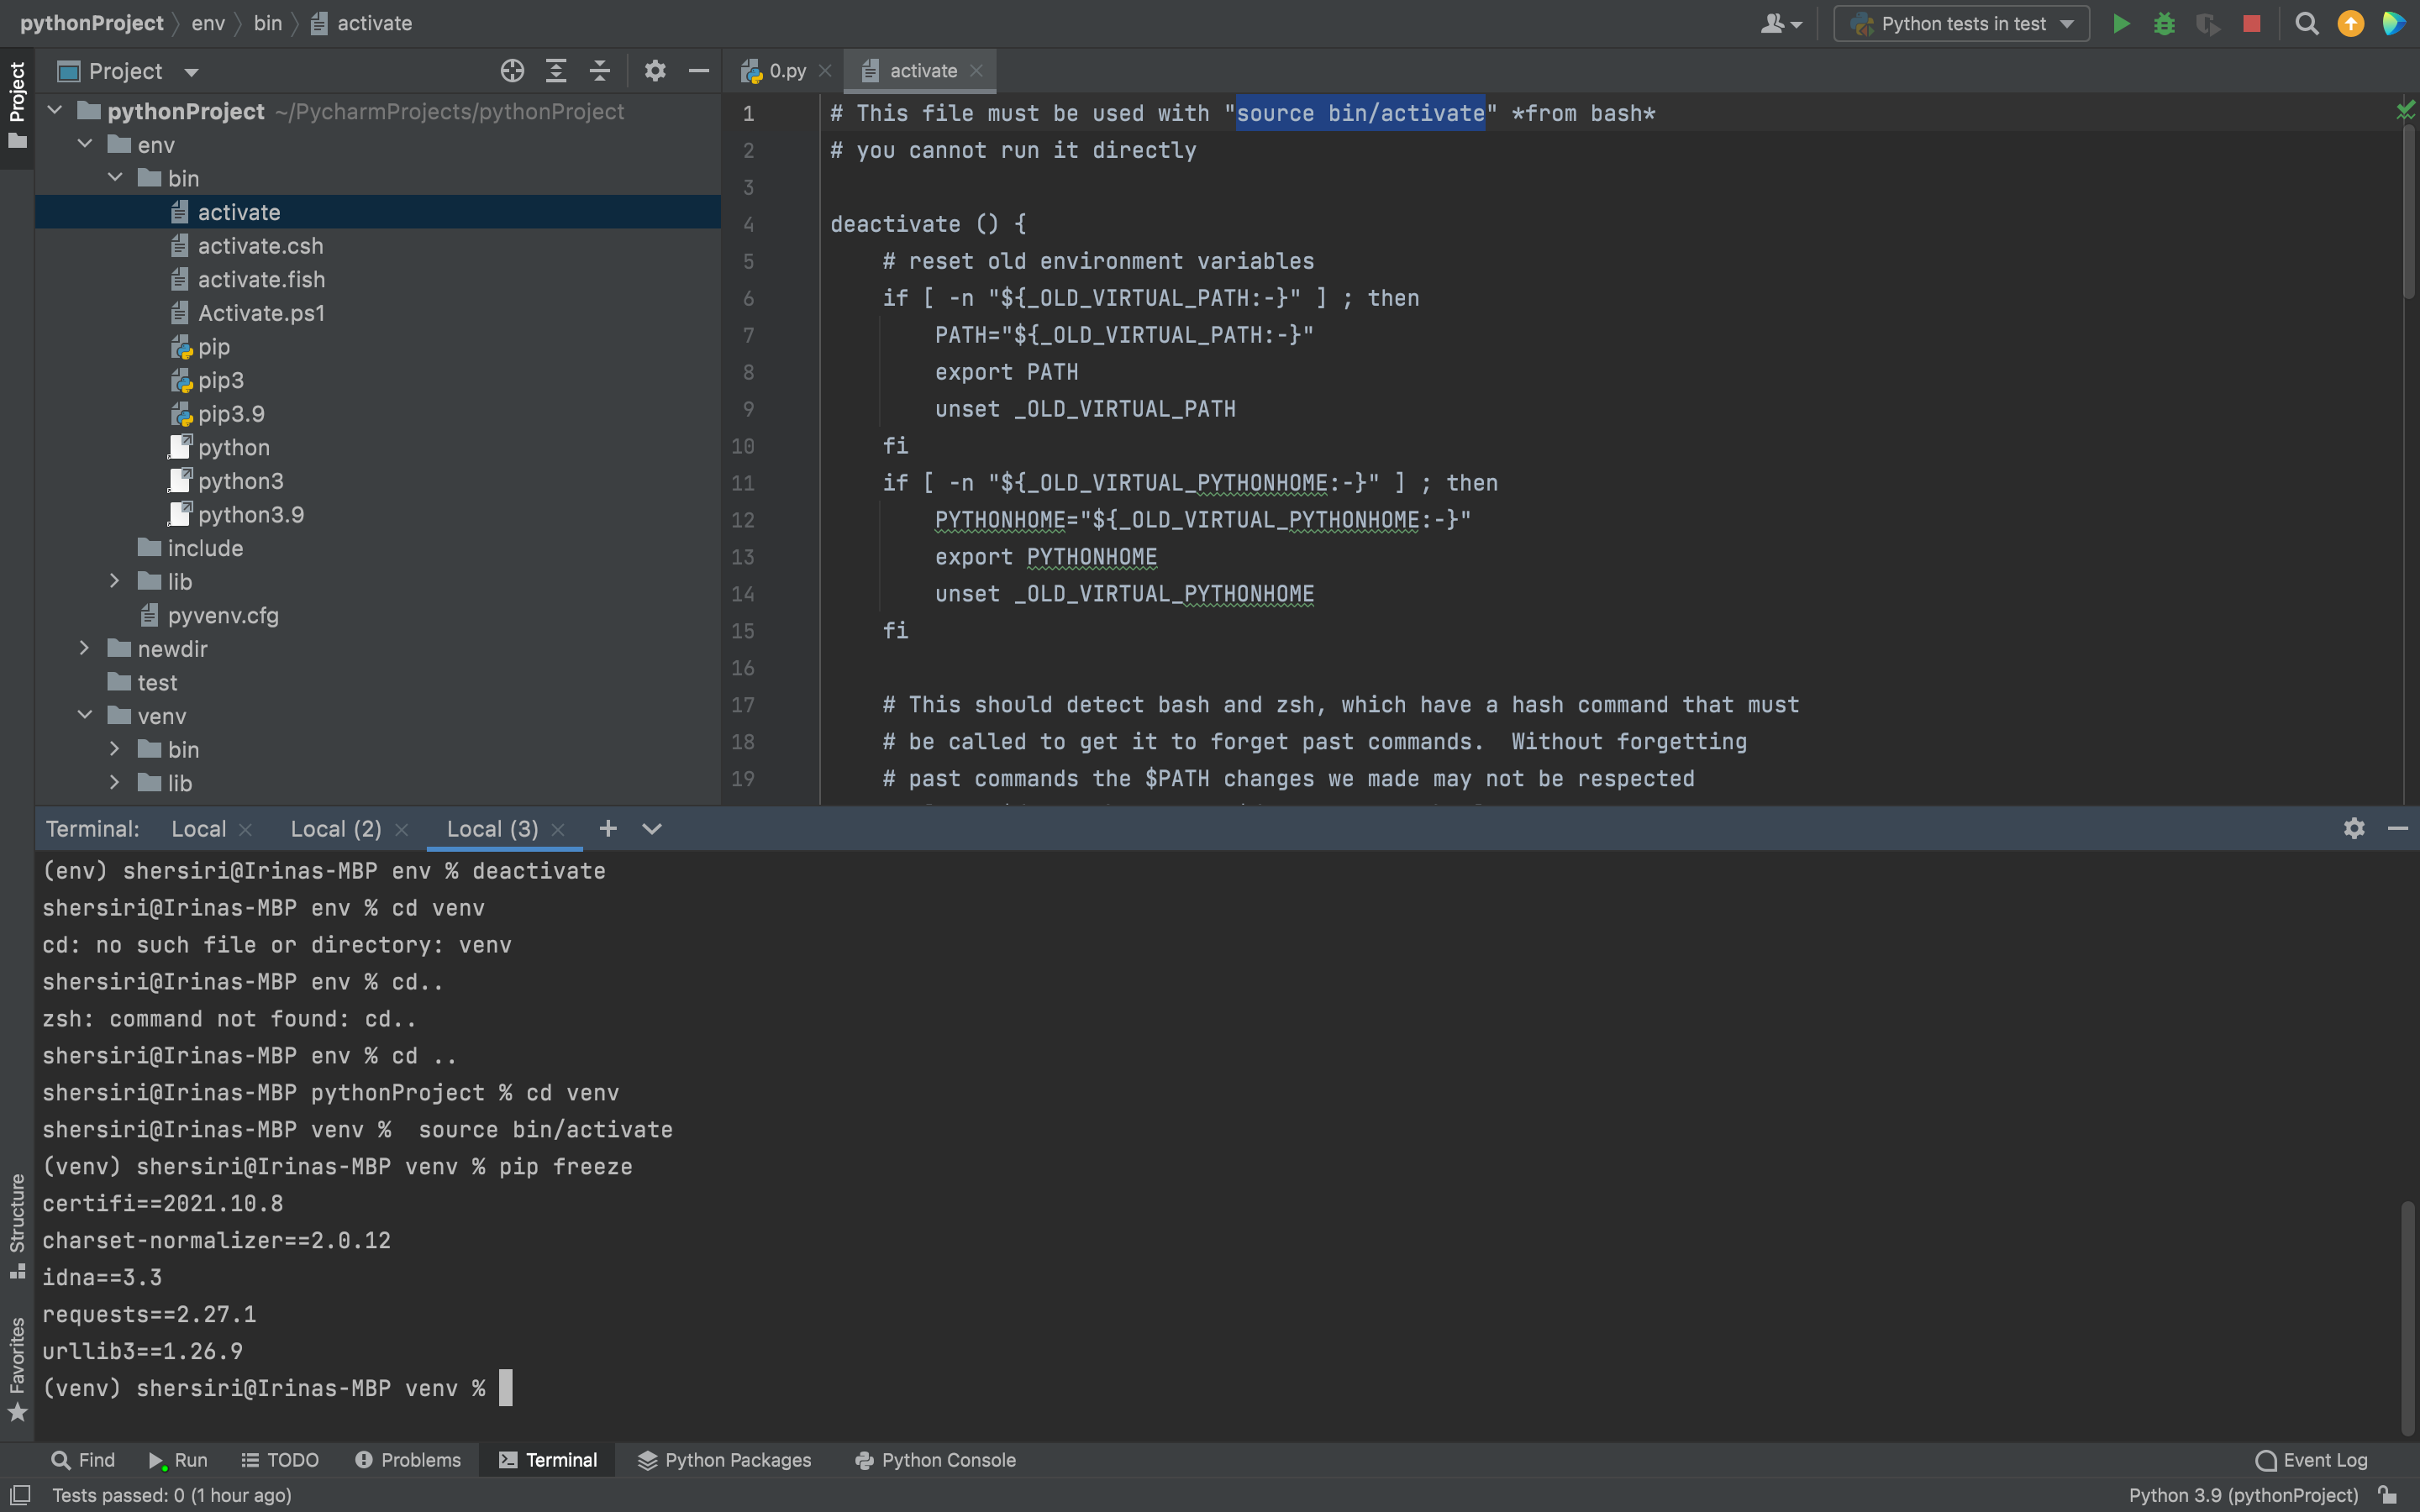 pythonProject env bin activate
Python tests in test
Project
Project
0.py
activate
pythonProject ~/PycharmProjects/pythonProject
env
bin
activate
activate.csh
activate.fish
Activate.ps1
pip
pip3
pip3.9
python
python3
python3.9
include
lib
pyvenv.cfg
newdir
test
venv
bin
lib
1 # This file must be used with "source bin/activate" *from bash*
2 # you cannot run it directly
3
4 deactivate () {
5 # reset old environment variables
6 if [ -n "${_OLD_VIRTUAL_PATH:-}" ] ; then
7 PATH="${_OLD_VIRTUAL_PATH:-}"
8 export PATH
9 unset _OLD_VIRTUAL_PATH
10 fi
11 if [ -n "${_OLD_VIRTUAL_PYTHONHOME:-}" ] ; then
12 PYTHONHOME="${_OLD_VIRTUAL_PYTHONHOME:-}"
13 export PYTHONHOME
14 unset _OLD_VIRTUAL_PYTHONHOME
15 fi
16
17 # This should detect bash and zsh, which have a hash command that must
18 # be called to get it to forget past commands.  Without forgetting
19 # past commands the $PATH changes we made may not be respected
Terminal: Local Local (2) Local (3)
(env) shersiri@Irinas-MBP env % deactivate
shersiri@Irinas-MBP env % cd venv
cd: no such file or directory: venv
shersiri@Irinas-MBP env % cd..
zsh: command not found: cd..
shersiri@Irinas-MBP env % cd ..
shersiri@Irinas-MBP pythonProject % cd venv
shersiri@Irinas-MBP venv %  source bin/activate
(venv) shersiri@Irinas-MBP venv % pip freeze
certifi==2021.10.8
charset-normalizer==2.0.12
idna==3.3
requests==2.27.1
urllib3==1.26.9
(venv) shersiri@Irinas-MBP venv %
Structure
Favorites
Find Run TODO Problems Terminal Python Packages Python Console Event Log
Tests passed: 0 (1 hour ago) Python 3.9 (pythonProject)